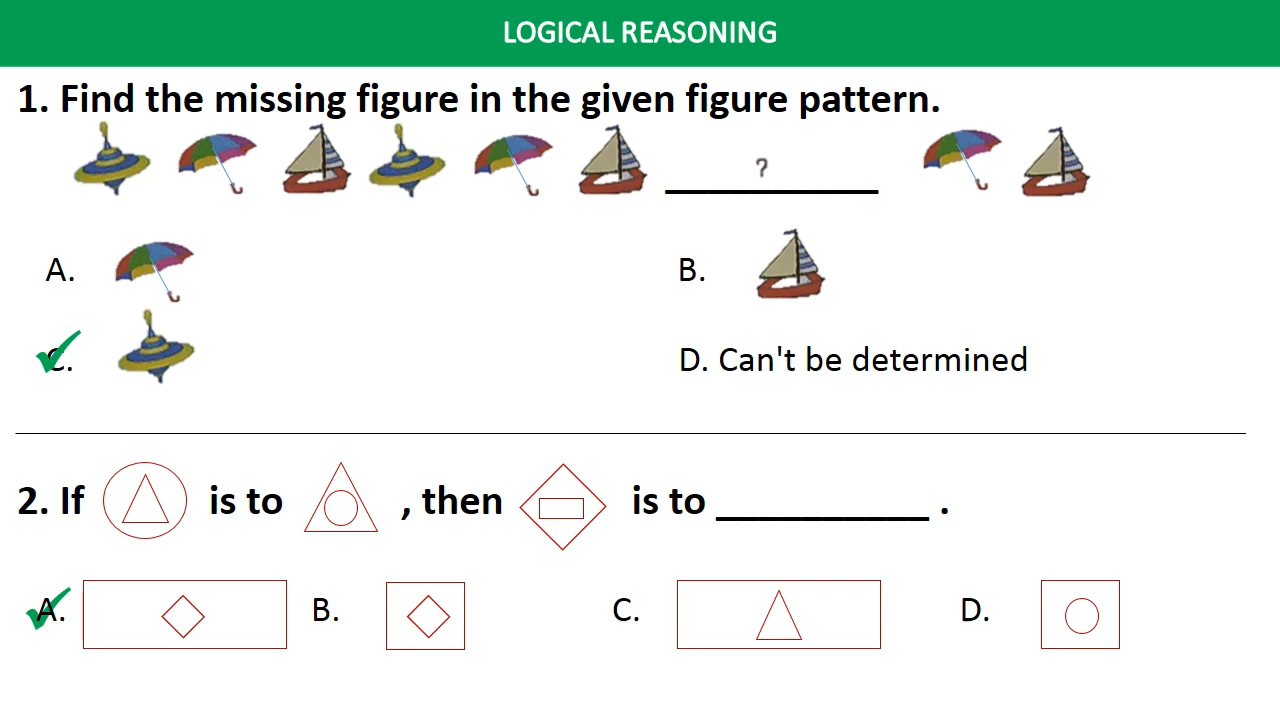 LOGICAL REASONING
1. Find the missing figure in the given figure pattern.
?
A.
B.
C.
D. Can't be determined
2. If is to , then is to __________ .
A.
B.
C.
D.